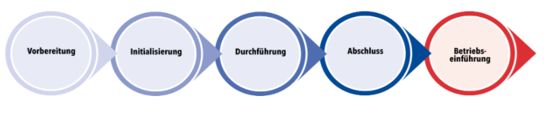 Vorbereitung
Initialisierung
Durchführung
Abschluss
Betriebs-
einführung